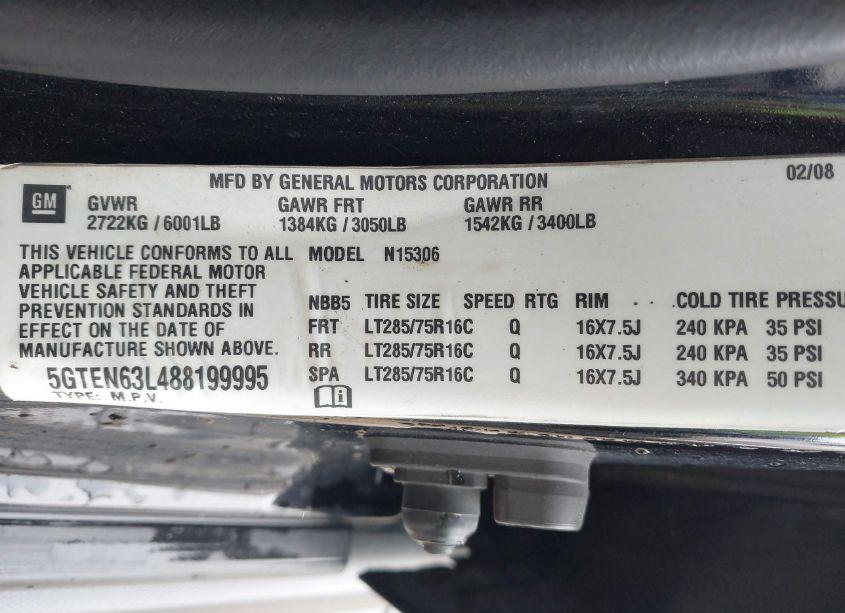 MFD BY GENERAL MOTORS CORPORATION 02/08
GM
GVWR GAWR FRT GAWR RR
2722KG / 6001LB 1384KG / 3050LB 1542KG / 3400LB
THIS VEHICLE CONFORMS TO ALL
APPLICABLE FEDERAL MOTOR
VEHICLE SAFETY AND THEFT
PREVENTION STANDARDS IN
EFFECT ON THE DATE OF
MANUFACTURE SHOWN ABOVE.
5GTEN63L488199995
TYPE: M.P.V.
MODEL N15306
NBB5 TIRE SIZE SPEED RTG RIM COLD TIRE PRESSU
FRT LT285/75R16C Q 16X7.5J 240 KPA 35 PSI
RR LT285/75R16C Q 16X7.5J 240 KPA 35 PSI
SPA LT285/75R16C Q 16X7.5J 340 KPA 50 PSI